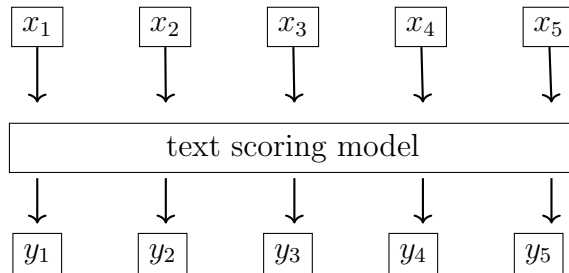 x₁ x₂ x₃ x₄ x₅
text scoring model
y₁ y₂ y₃ y₄ y₅